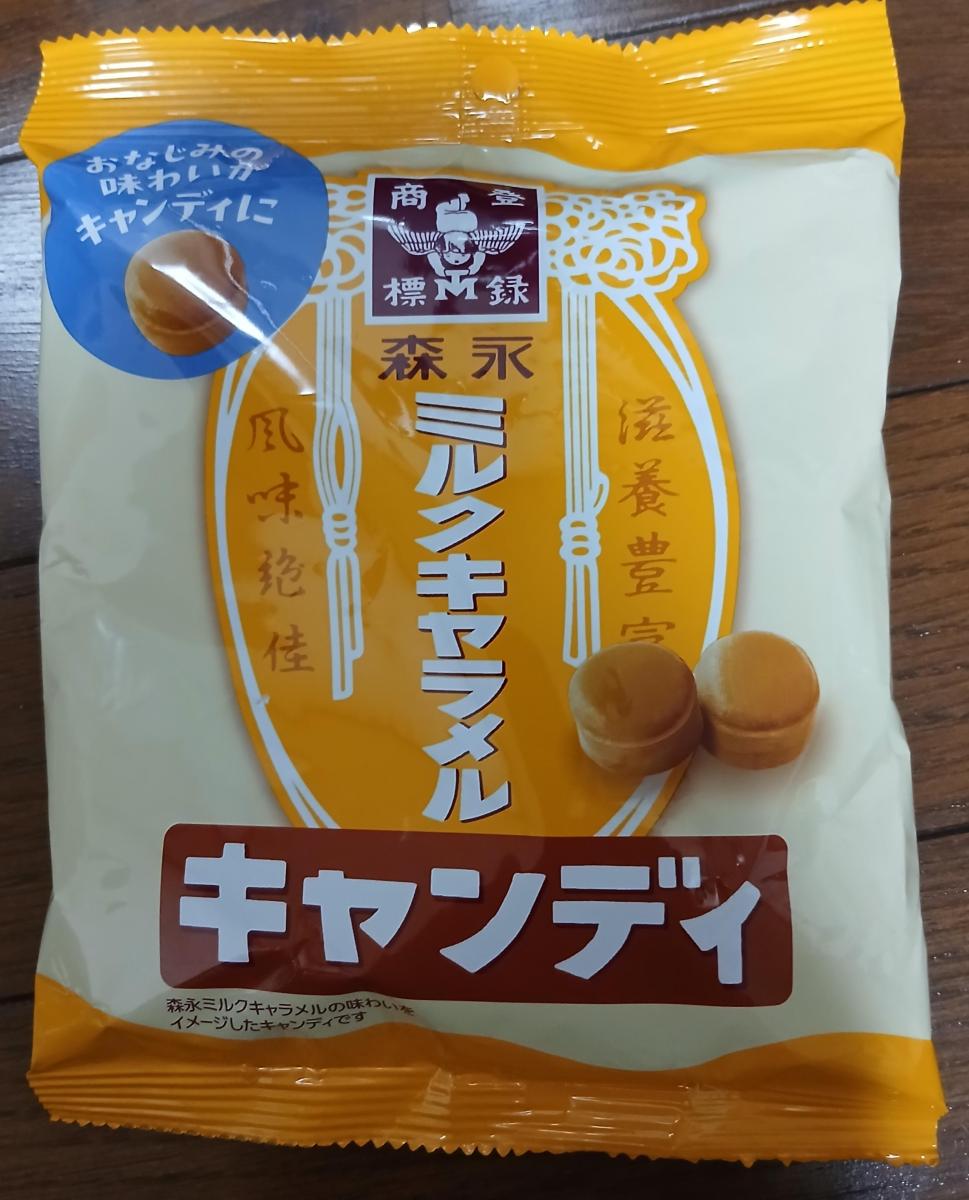 おなじみの
味わいが
キャンディに
商登
標録
森永
ミルクキャラメル
滋養豊富
風味絶佳
キャンディ
森永ミルクキャラメルの味わいを
イメージしたキャンディです